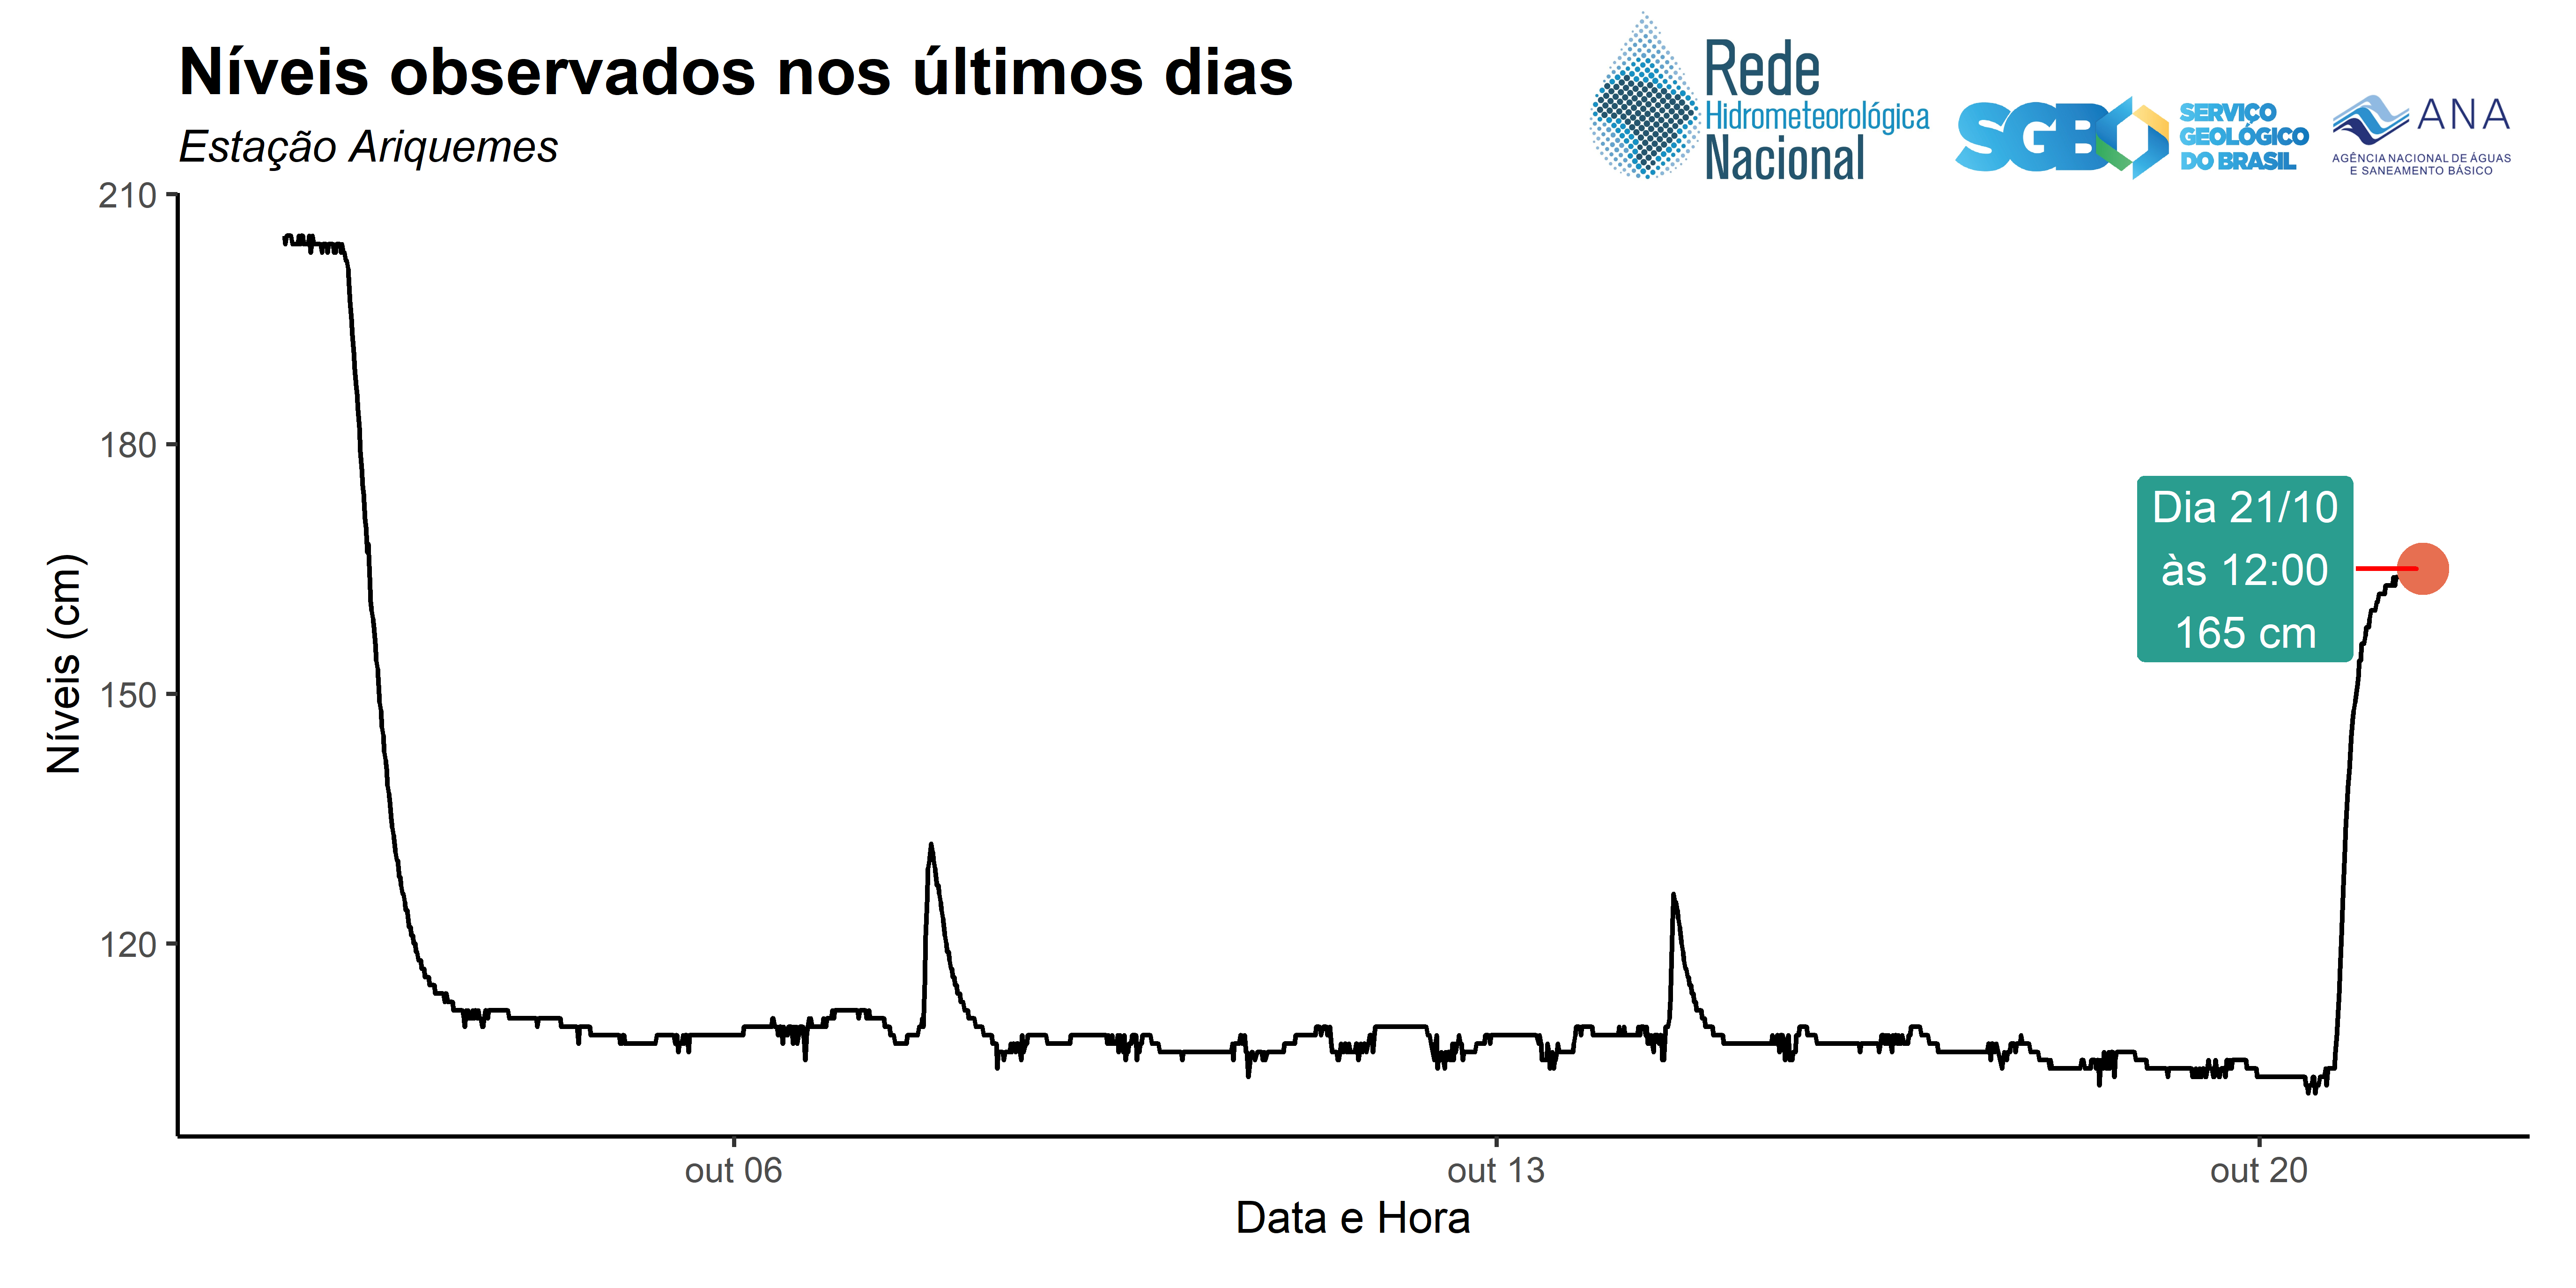 Níveis observados nos últimos dias
Estação Ariquemes
Rede
Hidrometeorológica
Nacional
SGB
SERVIÇO
GEOLÓGICO
DO BRASIL
ANA
AGÊNCIA NACIONAL DE ÁGUAS
E SANEAMENTO BÁSICO
210
180
150
120
Níveis (cm)
Dia 21/10
às 12:00
165 cm
out 06
out 13
out 20
Data e Hora